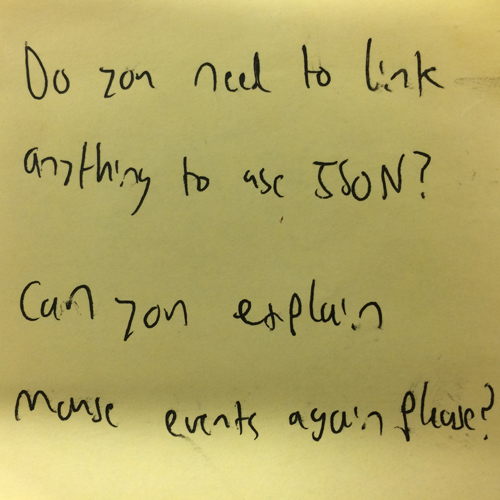 Do you need to link
anything to use JSON?
Can you explain
mouse events again please?